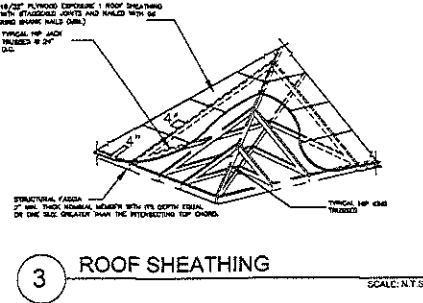 19/32" PLYWOOD EXPOSURE 1 ROOF SHEATHING
WITH STAGGERED JOINTS AND NAILED WITH 8d
RING SHANK NAILS (MIN.)
TYPICAL HIP JACK
TRUSSES @ 24"
O.C.
4"
4"
STRUCTURAL FASCIA
2" MIN. THICK NOMINAL MEMBER WITH ITS DEPTH EQUAL
OR ONE SIZE GREATER THAN THE INTERSECTING TOP CHORD.
TYPICAL HIP KING
TRUSSES
3 ROOF SHEATHING
SCALE: N.T.S